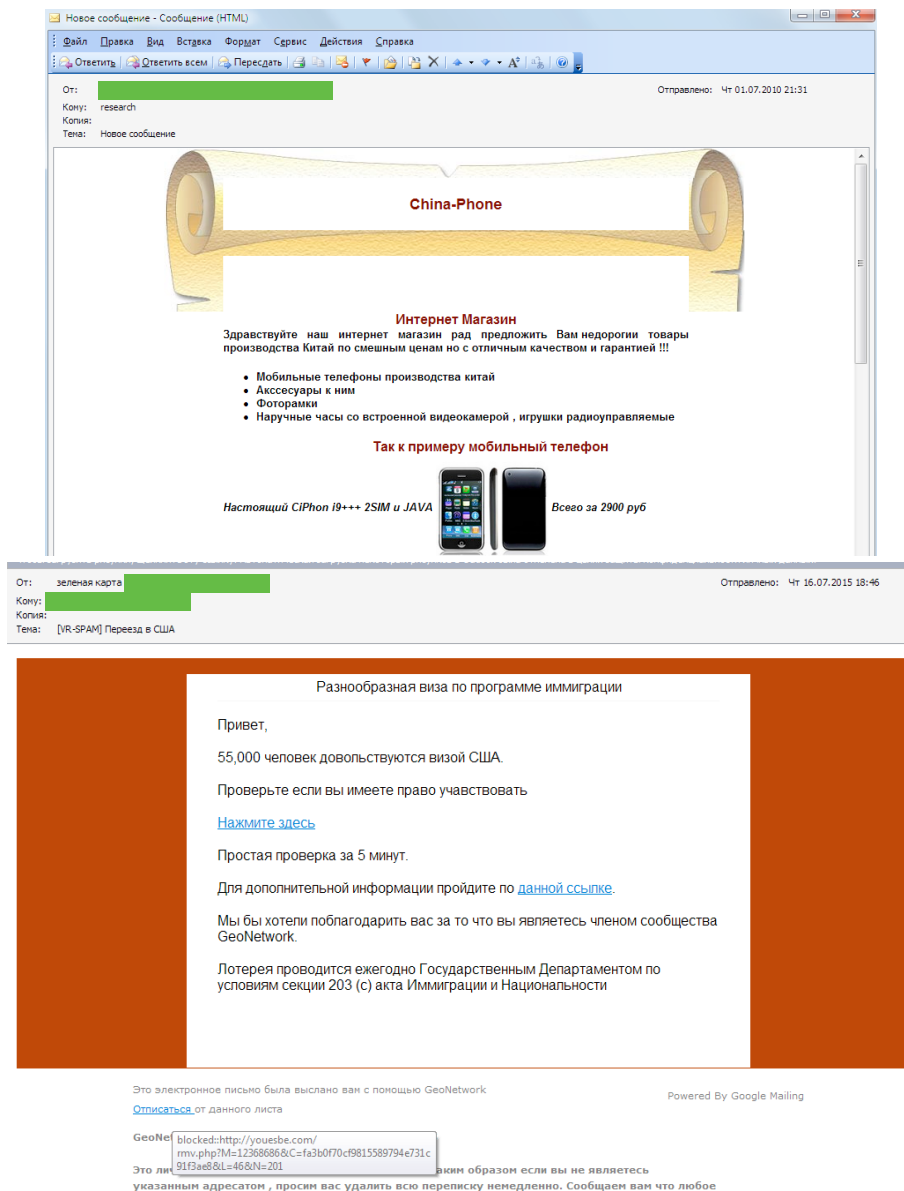 Новое сообщение - Сообщение (HTML)
Файл Правка Вид Вставка Формат Сервис Действия Справка
Ответить Ответить всем Переслать
От: Отправлено: Чт 01.07.2010 21:31
Кому: research
Копия:
Тема: Новое сообщение
China-Phone
Интернет Магазин
Здравствуйте наш интернет магазин рад предложить Вам недорогии товары
производства Китай по смешным ценам но с отличным качеством и гарантией !!!
• Мобильные телефоны производства китай
• Акссесуары к ним
• Фоторамки
• Наручные часы со встроенной видеокамерой , игрушки радиоуправляемые
Так к примеру мобильный телефон
Настоящий CiPhon i9+++ 2SIM и JAVA Всего за 2900 руб
От: зеленая карта Отправлено: Чт 16.07.2015 18:46
Кому:
Копия:
Тема: [VR-SPAM] Переезд в США
Разнообразная виза по программе иммиграции
Привет,
55,000 человек довольствуются визой США.
Проверьте если вы имеете право учавствовать
Нажмите здесь
Простая проверка за 5 минут.
Для дополнительной информации пройдите по данной ссылке.
Мы бы хотели поблагодарить вас за то что вы являетесь членом сообщества
GeoNetwork.
Лотерея проводится ежегодно Государственным Департаментом по
условиям секции 203 (с) акта Иммиграции и Национальности
Это электронное письмо была выслано вам с помощью GeoNetwork
Powered By Google Mailing
Отписаться от данного листа
GeoNe
blocked::http://youesbe.com/
rmv.php?M=12368686&C=fa3b0f70cf9815589794e731c
91f3ae8&L=46&N=201
Это ли аким образом если вы не являетесь
указанным адресатом , просим вас удалить всю переписку немедленно. Сообщаем вам что любое